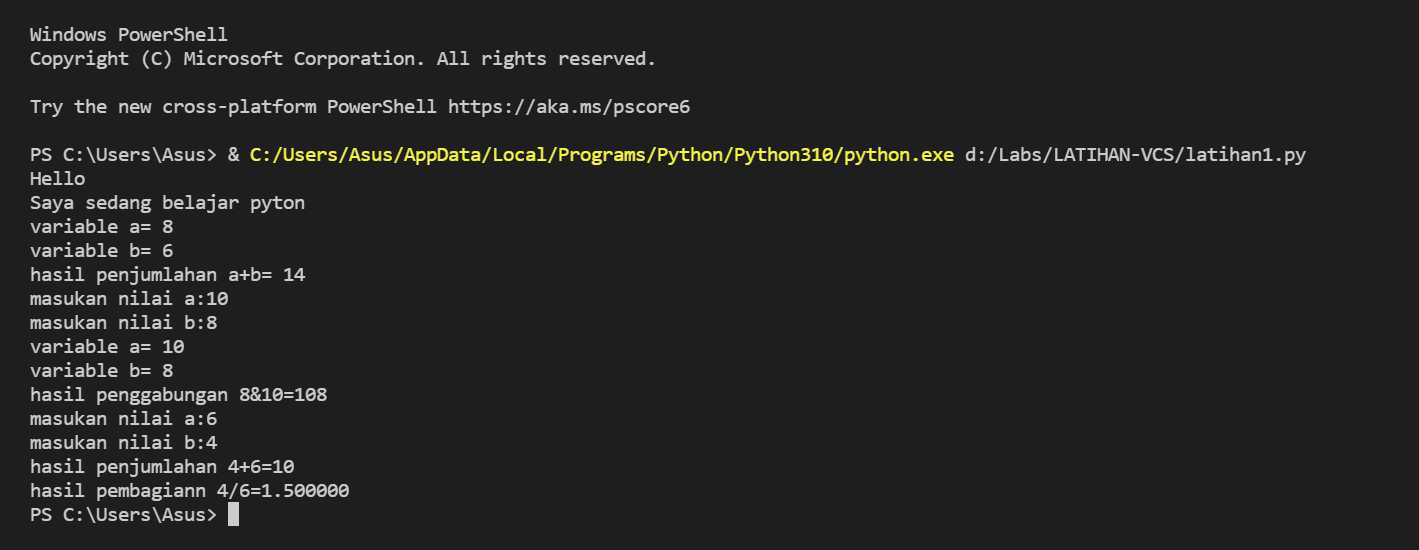 Windows PowerShell
Copyright (C) Microsoft Corporation. All rights reserved.
Try the new cross-platform PowerShell https://aka.ms/pscore6
PS C:\Users\Asus> & C:/Users/Asus/AppData/Local/Programs/Python/Python310/python.exe d:/Labs/LATIHAN-VCS/latihan1.py
Hello
Saya sedang belajar pyton
variable a= 8
variable b= 6
hasil penjumlahan a+b= 14
masukan nilai a:10
masukan nilai b:8
variable a= 10
variable b= 8
hasil penggabungan 8&10=108
masukan nilai a:6
masukan nilai b:4
hasil penjumlahan 4+6=10
hasil pembagiann 4/6=1.500000
PS C:\Users\Asus>